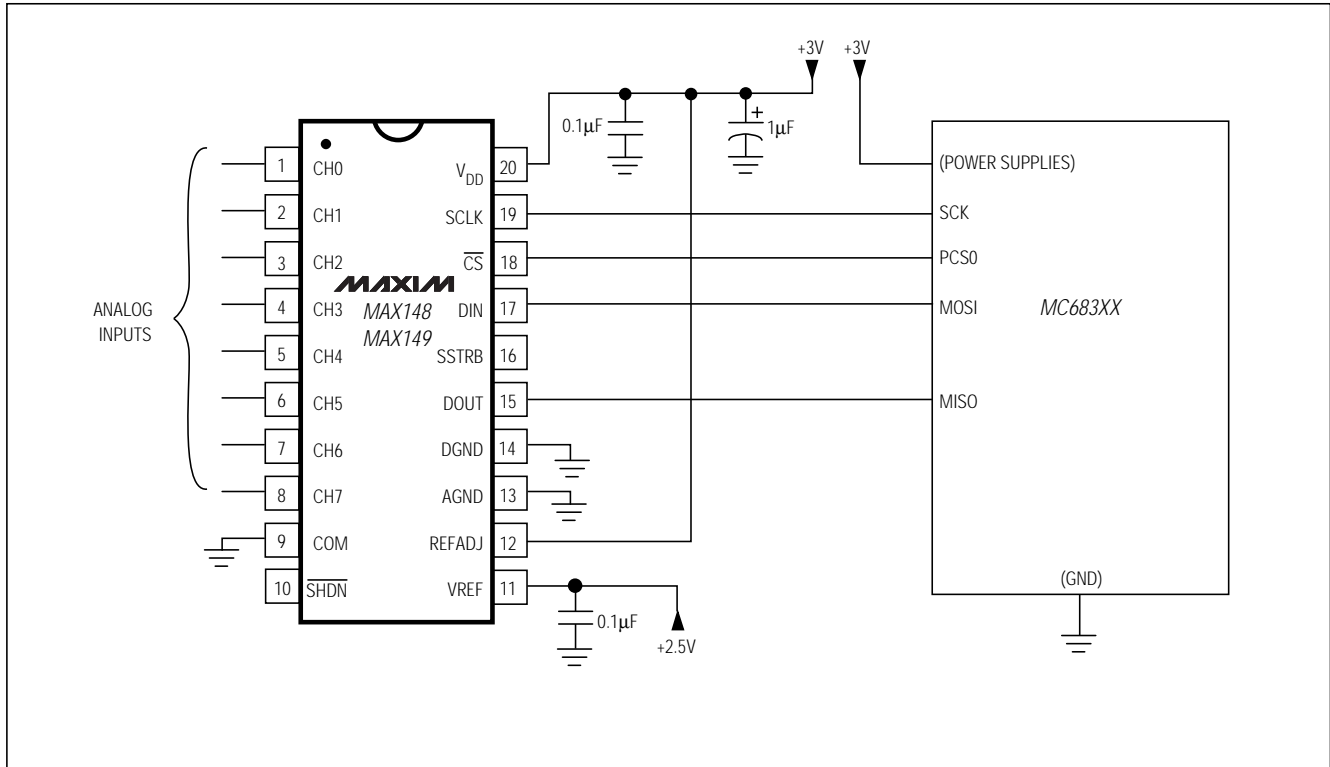 +3V +3V
0.1μF
+
1μF
1 CH0 V_DD 20
(POWER SUPPLIES)
2 CH1 SCLK 19
SCK
3 CH2 C̅S̅ 18
PCS0
MAXIM
ANALOG
INPUTS
4 CH3 MAX148 DIN 17
MOSI
MC683XX
MAX149
5 CH4 SSTRB 16
6 CH5 DOUT 15
MISO
7 CH6 DGND 14
8 CH7 AGND 13
9 COM REFADJ 12
10 S̅H̅D̅N̅ VREF 11
(GND)
0.1μF
+2.5V